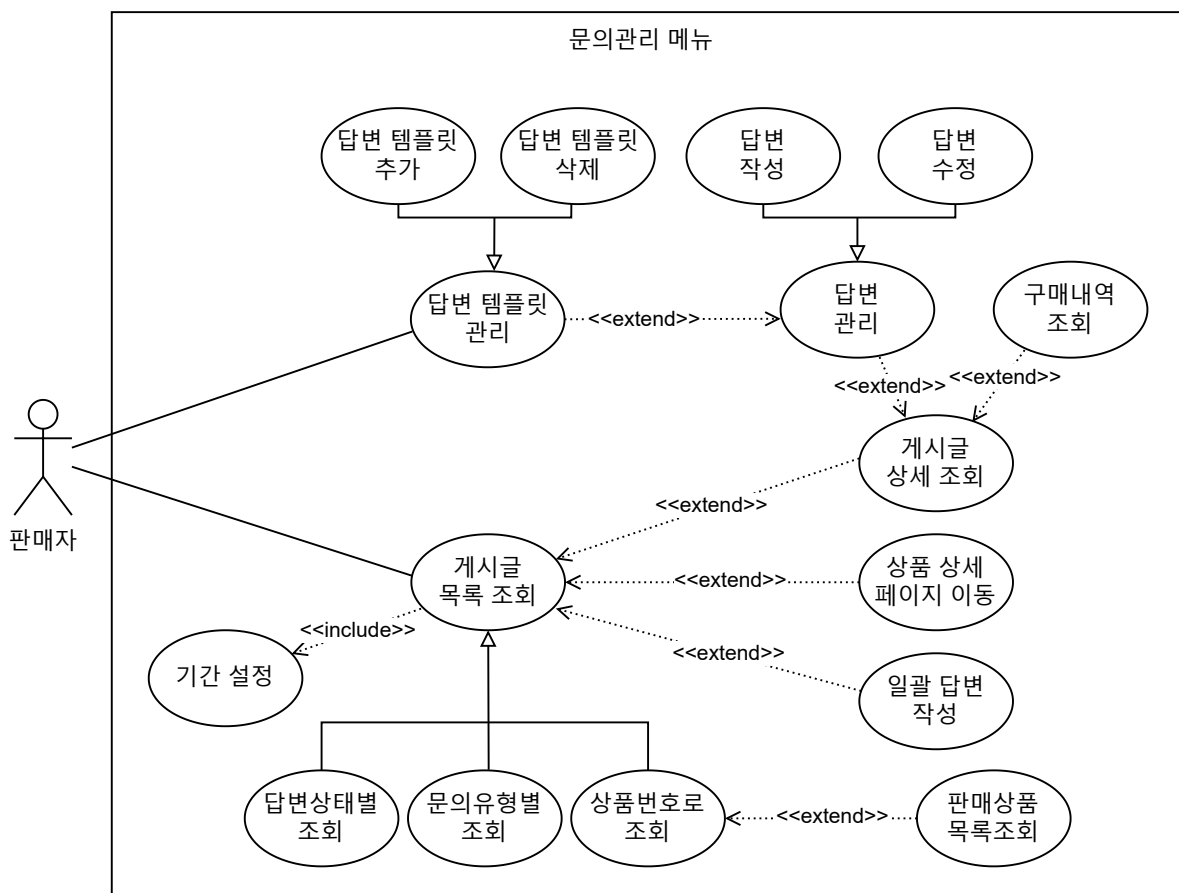 문의관리 메뉴
답변 템플릿
추가
답변 템플릿
삭제
답변
작성
답변
수정
답변 템플릿
관리
<<extend>>
답변
관리
구매내역
조회
<<extend>>
<<extend>>
게시글
상세 조회
판매자
<<extend>>
게시글
목록 조회
<<extend>>
상품 상세
페이지 이동
<<include>>
기간 설정
<<extend>>
일괄 답변
작성
답변상태별
조회
문의유형별
조회
상품번호로
조회
<<extend>>
판매상품
목록조회